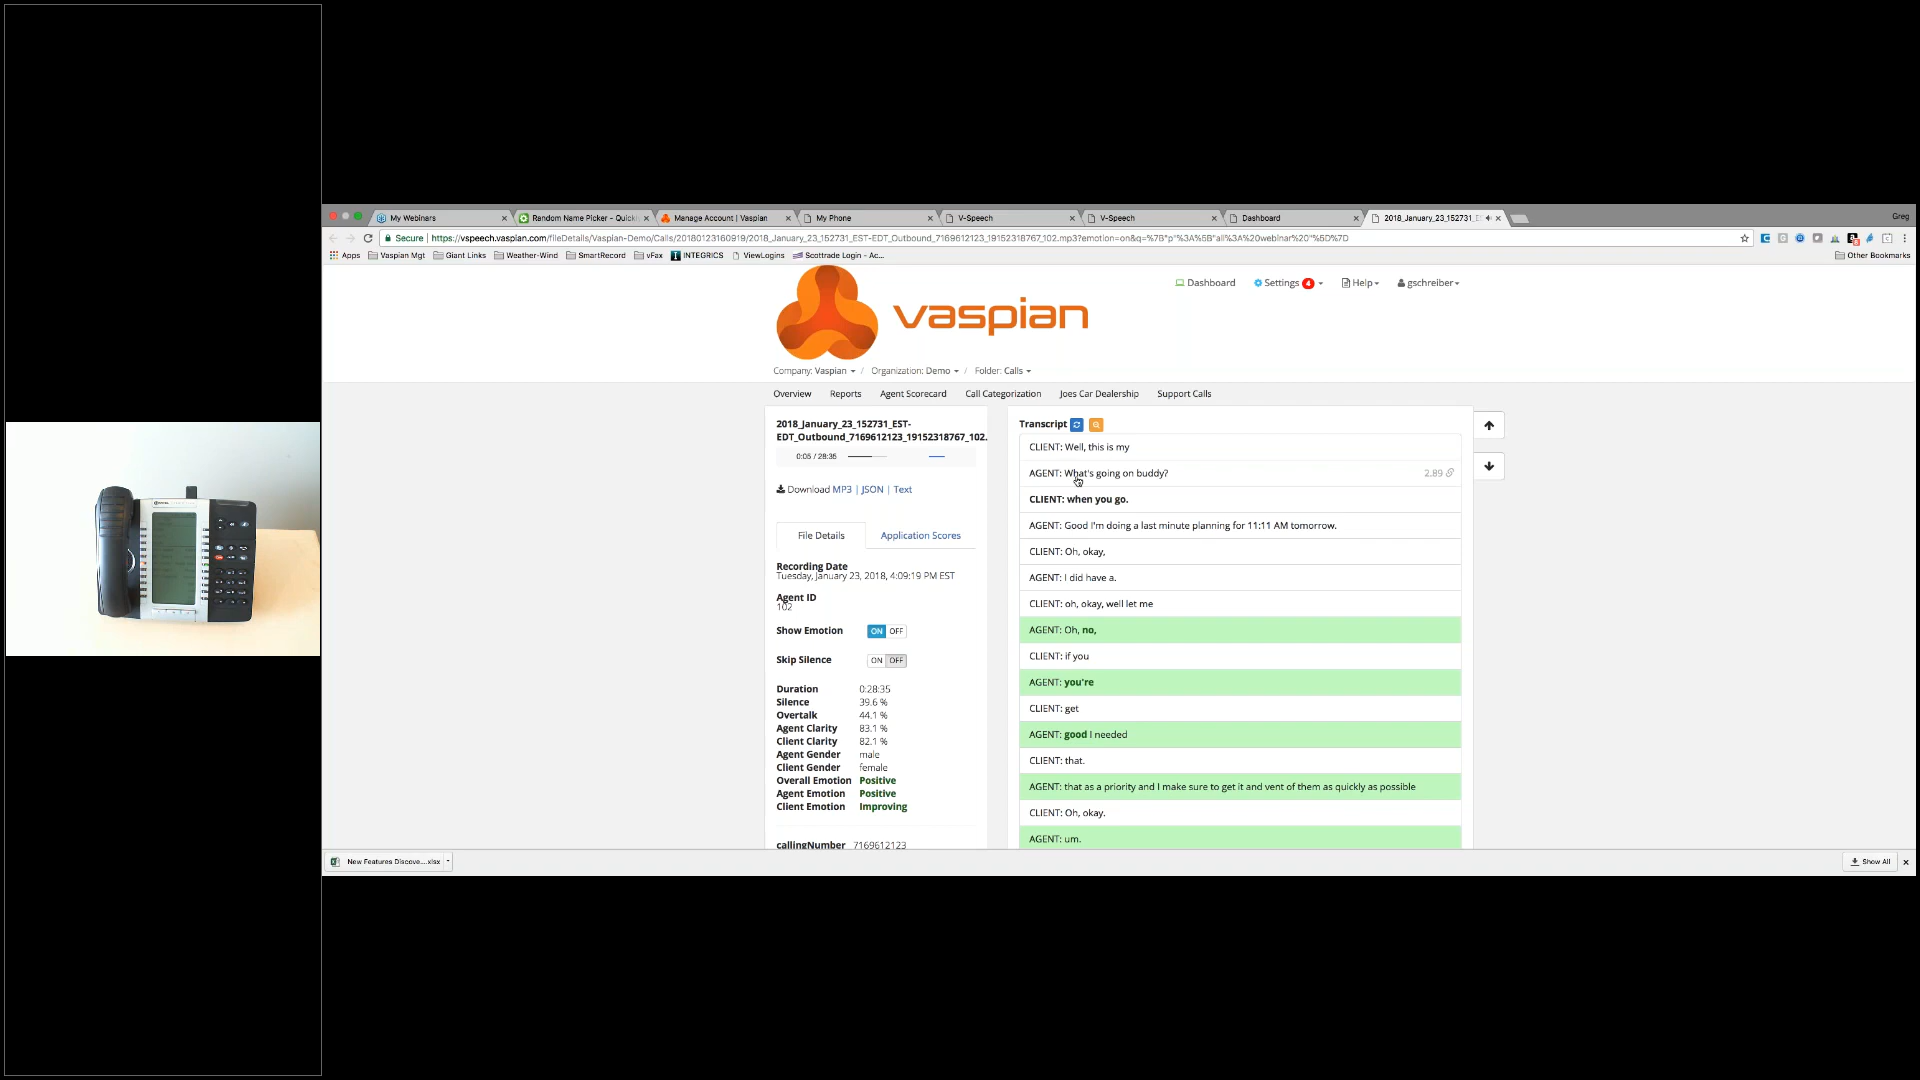 My Webinars
Random Name Picker - Quick
Manage Account | Vaspian
My Phone
V-Speech
V-Speech
Dashboard
2018_January_23_152731_E
Greg
Secure
https://vspeech.vaspian.com/fileDetails/Vaspian-Demo/Calls/20180123160919/2018_January_23_152731_EST-EDT_Outbound_7169612123_19152318767_102.mp3?emotion=on&q=%7B"p"%3A%5B"all%3A%20webinar%20"%5D%7D
Apps
Vaspian Mgt
Giant Links
Weather-Wind
SmartRecord
vFax
INTEGRICS
ViewLogins
Scottrade Login - Ac...
Other Bookmarks
vaspian
Dashboard
Settings 4
Help
gschreiber
Company: Vaspian / Organization: Demo / Folder: Calls
Overview
Reports
Agent Scorecard
Call Categorization
Joes Car Dealership
Support Calls
2018_January_23_152731_EST-
EDT_Outbound_7169612123_19152318767_102.
0:05 / 28:35
Download MP3 | JSON | Text
File Details
Application Scores
Recording Date
Tuesday, January 23, 2018, 4:09:19 PM EST
Agent ID
102
Show Emotion ON OFF
Skip Silence ON OFF
Duration 0:28:35
Silence 39.6 %
Overtalk 44.1 %
Agent Clarity 83.1 %
Client Clarity 82.1 %
Agent Gender male
Client Gender female
Overall Emotion Positive
Agent Emotion Positive
Client Emotion Improving
callingNumber 7169612123
Transcript
CLIENT: Well, this is my
AGENT: What's going on buddy? 2.89
CLIENT: when you go.
AGENT: Good I'm doing a last minute planning for 11:11 AM tomorrow.
CLIENT: Oh, okay,
AGENT: I did have a.
CLIENT: oh, okay, well let me
AGENT: Oh, no,
CLIENT: if you
AGENT: you're
CLIENT: get
AGENT: good I needed
CLIENT: that.
AGENT: that as a priority and I make sure to get it and vent of them as quickly as possible
CLIENT: Oh, okay.
AGENT: um.
New Features Discove....xlsx
Show All